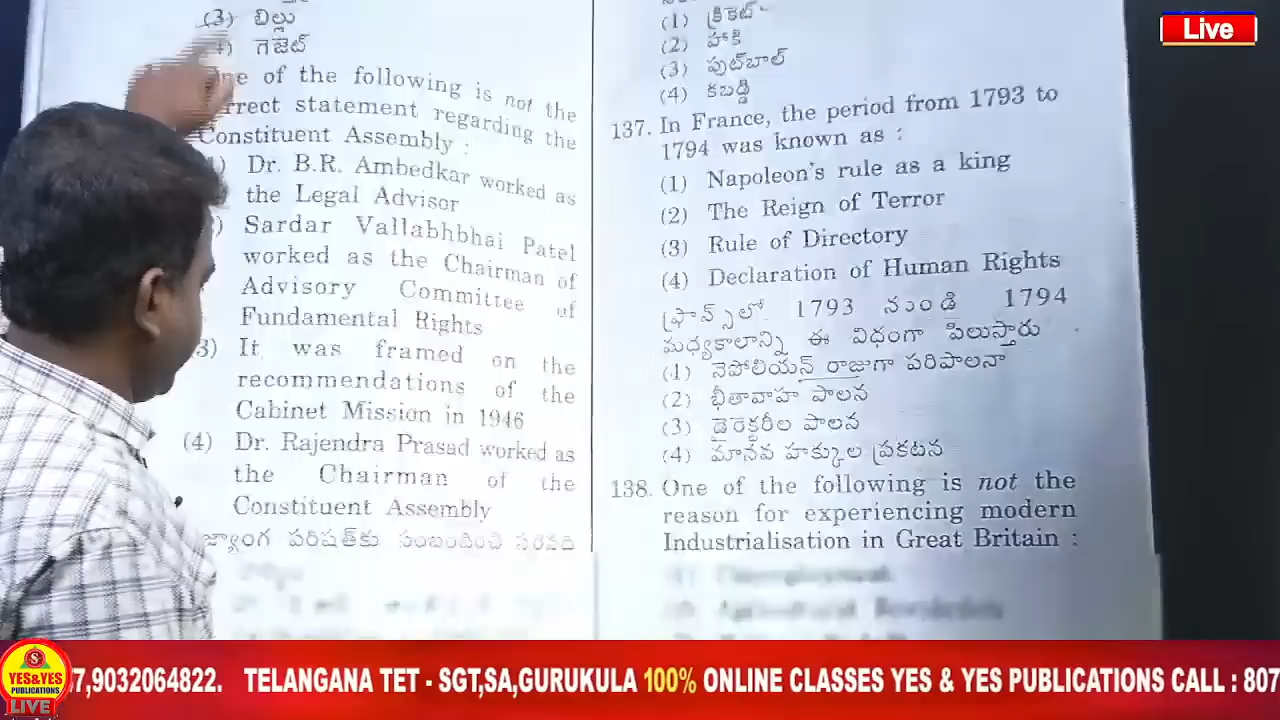 (3) బిల్లు
గెజెట్
of the following is not the
correct statement regarding the
Constituent Assembly :
Dr. B.R. Ambedkar worked as
the Legal Advisor
Sardar Vallabhbhai Patel
worked as the Chairman of
Advisory Committee of
Fundamental Rights
3) It was framed on the
recommendations of the
Cabinet Mission in 1946
(4) Dr. Rajendra Prasad worked as
the Chairman of the
Constituent Assembly
పరిషత్‌కు సంబంధించి
(1) క్రికెట్
(2) హాకీ
(3) ఫుట్‌బాల్
(4) కబడ్డీ
137. In France, the period from 1793 to
1794 was known as :
(1) Napoleon's rule as a king
(2) The Reign of Terror
(3) Rule of Directory
(4) Declaration of Human Rights
ఫ్రాన్స్‌లో 1793 నుండి 1794
మధ్యకాలాన్ని ఈ విధంగా పిలుస్తారు
(1) నెపోలియన్ రాజుగా పరిపాలనా
(2) భీతావాహ పాలన
(3) డైరెక్టరీల పాలన
(4) మానవ హక్కుల ప్రకటన
138. One of the following is not the
reason for experiencing modern
Industrialisation in Great Britain :
Live
S
YES&YES
PUBLICATIONS
LIVE
7,9032064822. TELANGANA TET - SGT,SA,GURUKULA 100% ONLINE CLASSES YES & YES PUBLICATIONS CALL : 807